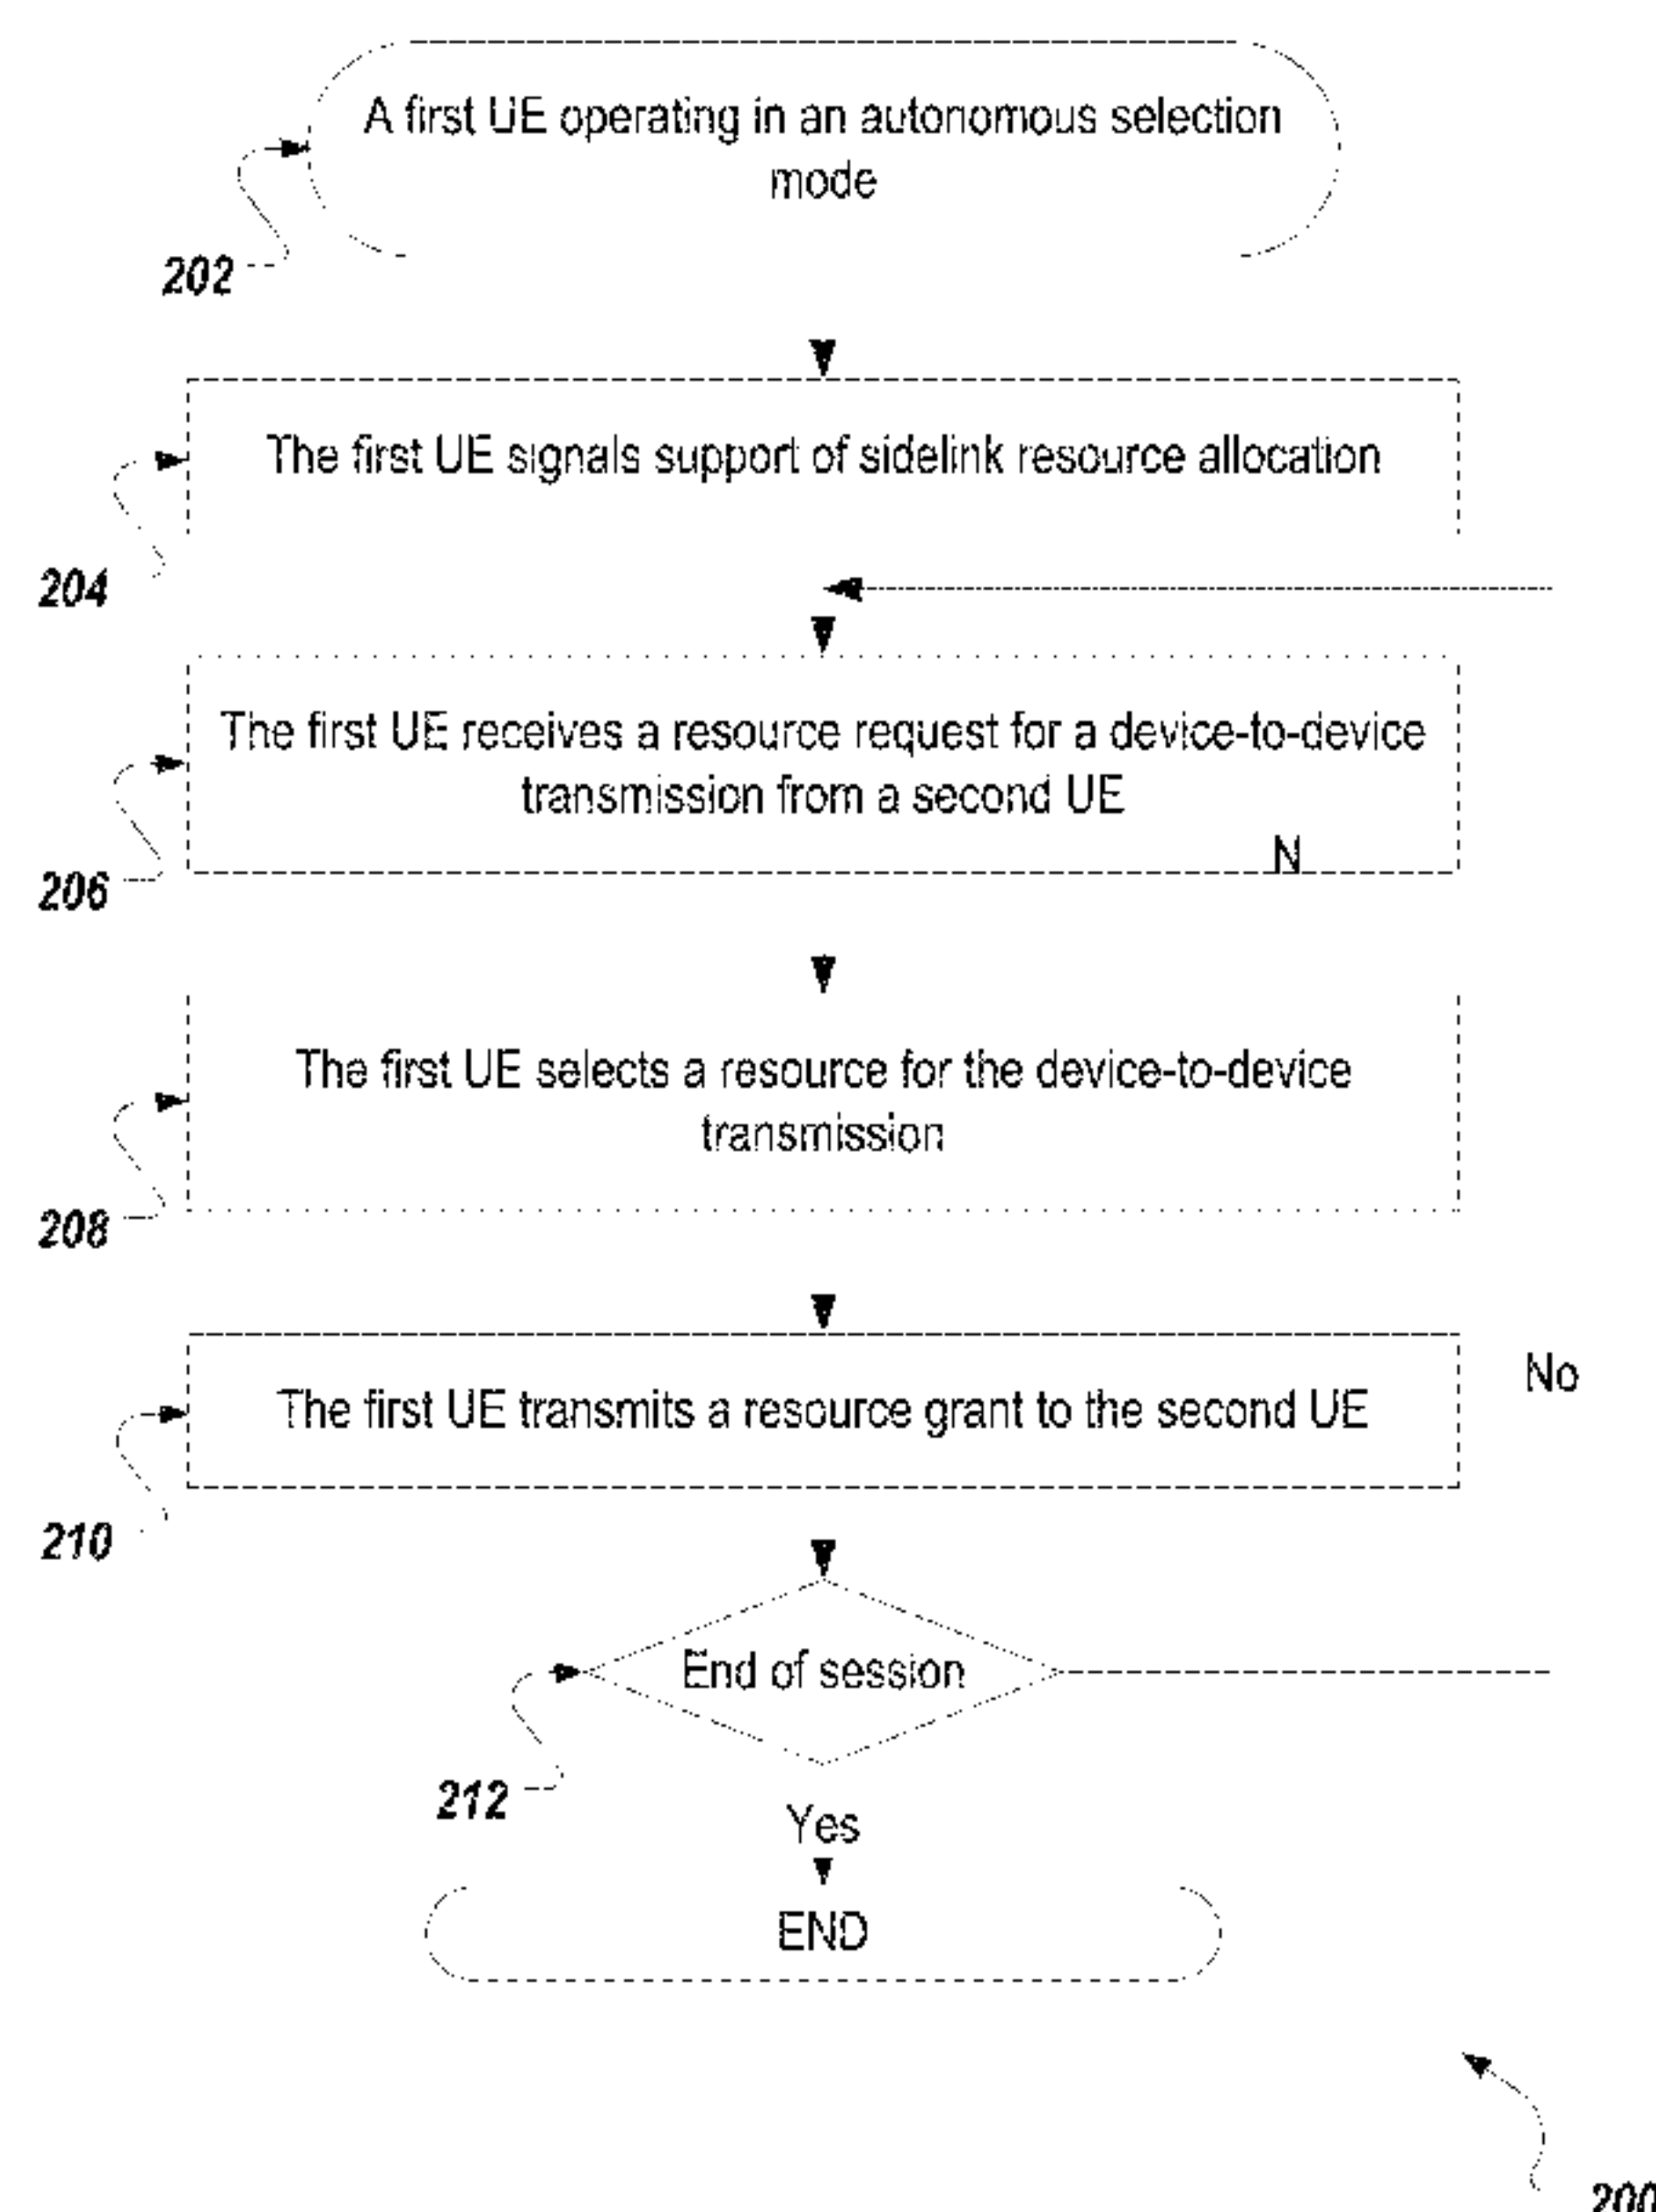 A first UE operating in an autonomous selection
mode
202
The first UE signals support of sidelink resource allocation
204
The first UE receives a resource request for a device-to-device
transmission from a second UE
N
206
The first UE selects a resource for the device-to-device
transmission
208
No
The first UE transmits a resource grant to the second UE
210
End of session
212
Yes
END
200